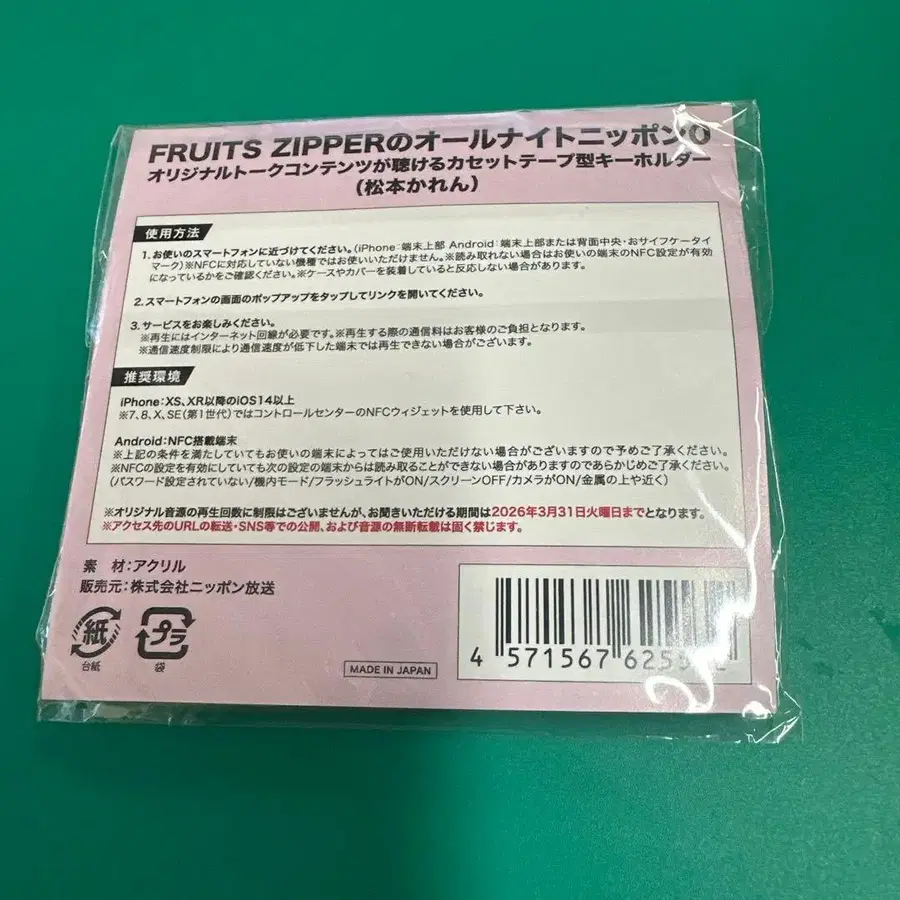 FRUITS ZIPPERのオールナイトニッポン0
オリジナルトークコンテンツが聴けるカセットテープ型キーホルダー
（松本かれん）
使用方法
1.お使いのスマートフォンに近づけてください。（iPhone：端末上部 Android：端末上部または背面中央・おサイフケータイ
マーク）※NFCに対応していない機種ではお使いいただけません。※読み取れない場合はお使いの端末のNFC設定が有効
になっているかをご確認ください。※ケースやカバーを装着していると反応しない場合があります。
2.スマートフォンの画面のポップアップをタップしてリンクを開いてください。
3.サービスをお楽しみください。
※再生にはインターネット回線が必要です。※再生する際の通信料はお客様のご負担となります。
※通信速度制限により通信速度が低下した端末では再生できない場合がございます。
推奨環境
iPhone：XS、XR以降のiOS14以上
※7、8、X、SE（第1世代）ではコントロールセンターのNFCウィジェットを使用して下さい。
Android：NFC搭載端末
※上記の条件を満たしていてもお使いの端末によってはご使用いただけない場合がございますので予めご了承ください。
※NFCの設定を有効にしていても次の設定の端末からは読み取ることができない場合がありますのであらかじめご了承ください。
（パスワード設定されていない/機内モード/フラッシュライトがON/スクリーンOFF/カメラがON/金属の上や近く）
※オリジナル音源の再生回数に制限はございませんが、お聞きいただける期間は2026年3月31日火曜日までとなります。
※アクセス先のURLの転送・SNS等での公開、および音源の無断転載は固く禁じます。
素 材：アクリル
販売元：株式会社ニッポン放送
紙
台紙
プラ
袋
MADE IN JAPAN
4 571567